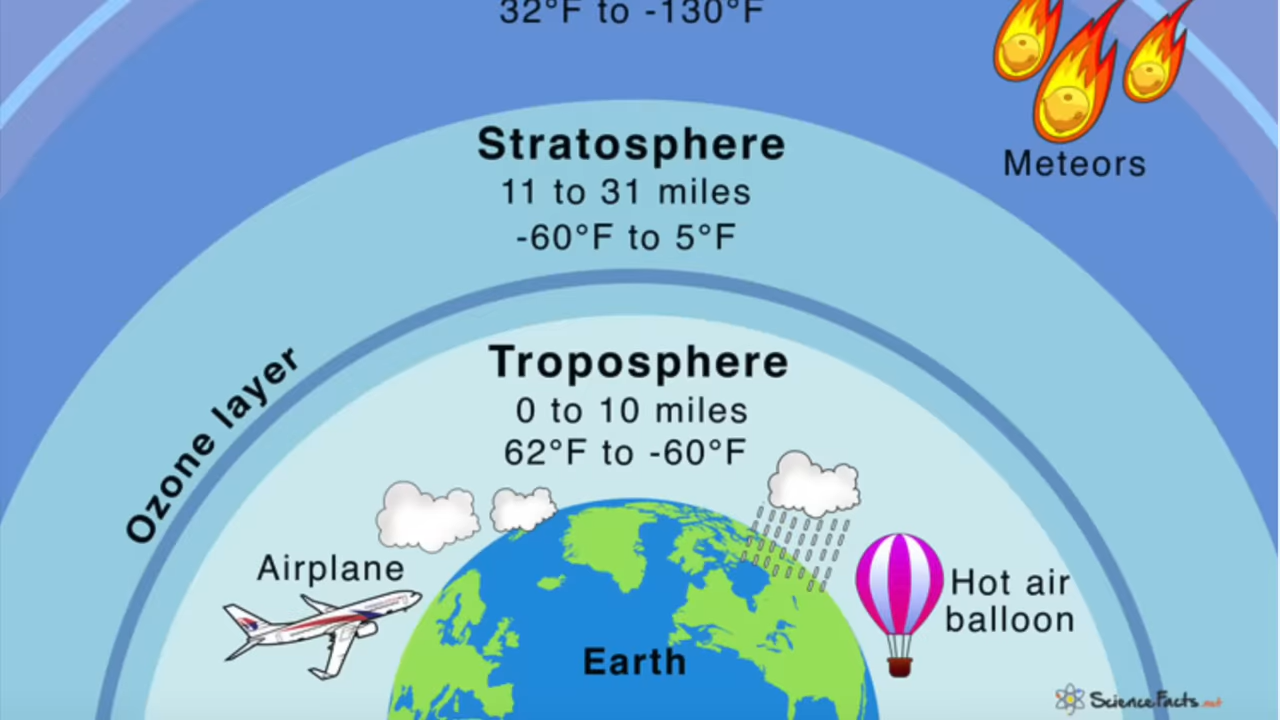 32°F to -130°F
Meteors
Stratosphere
11 to 31 miles
-60°F to 5°F
Ozone layer
Troposphere
0 to 10 miles
62°F to -60°F
Airplane
Hot air
balloon
Earth
ScienceFacts.net